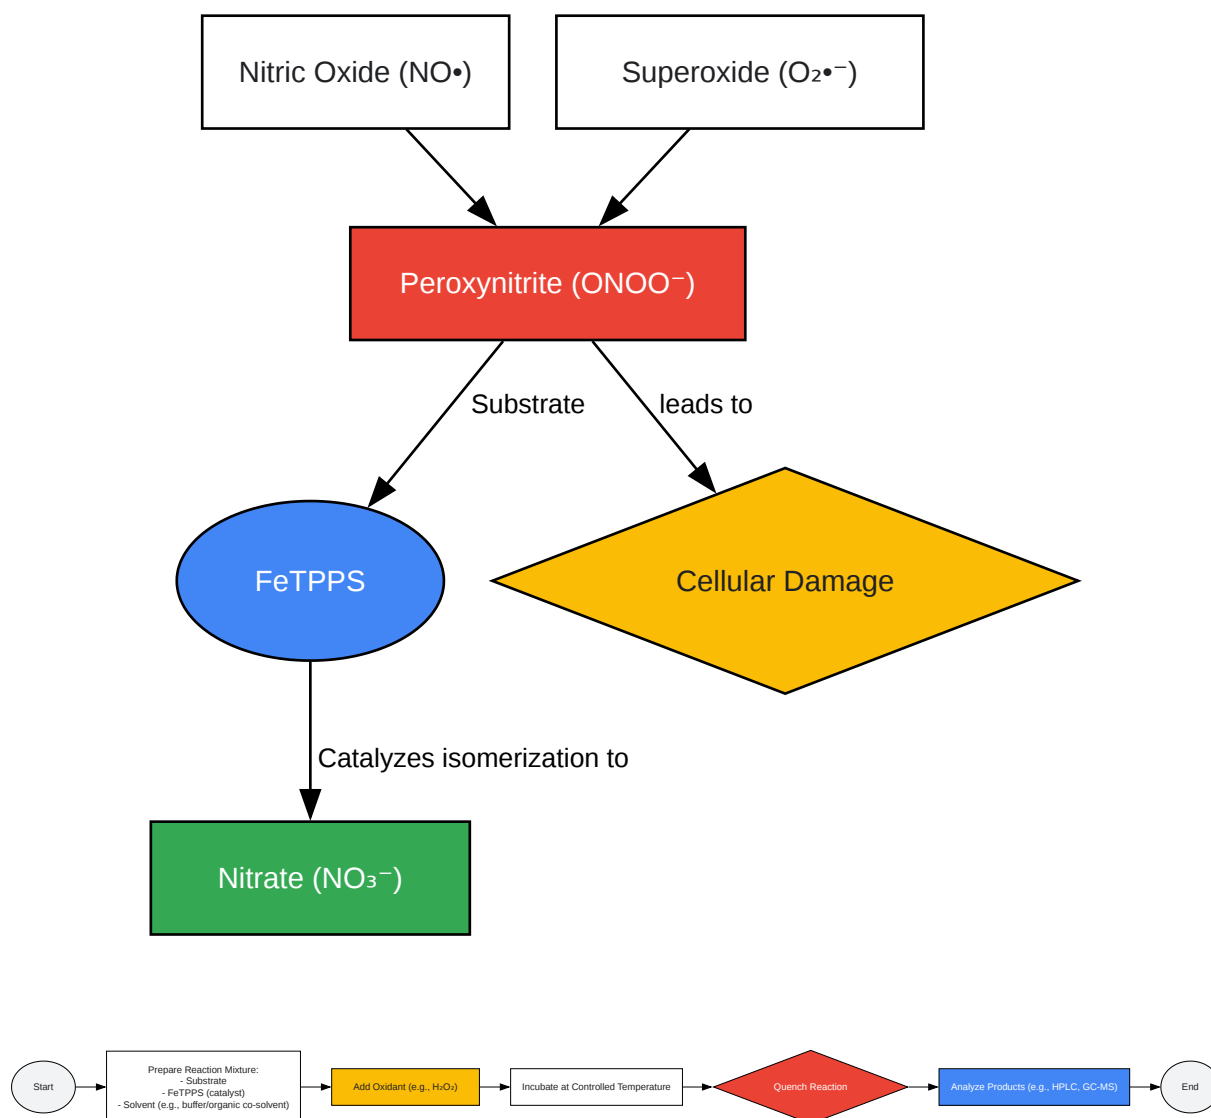 Nitric Oxide (NO•)
Superoxide (O₂•⁻)
Peroxynitrite (ONOO⁻)
Substrate
leads to
FeTPPS
Cellular Damage
Catalyzes isomerization to
Nitrate (NO₃⁻)
Start
Prepare Reaction Mixture:
- Substrate
- FeTPPS (catalyst)
- Solvent (e.g., buffer/organic co-solvent)
Add Oxidant (e.g., H₂O₂)
Incubate at Controlled Temperature
Quench Reaction
Analyze Products (e.g., HPLC, GC-MS)
End